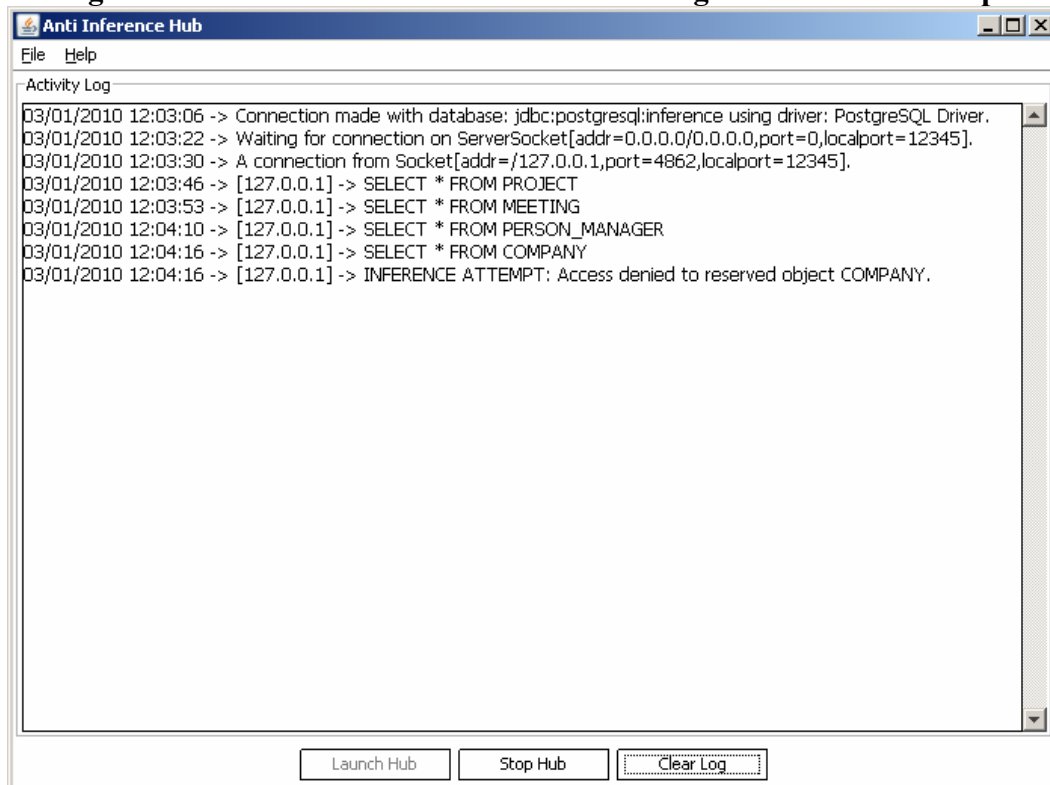 Anti Inference Hub
File Help
Activity Log
03/01/2010 12:03:06 -> Connection made with database: jdbc:postgresql:inference using driver: PostgreSQL Driver.
03/01/2010 12:03:22 -> Waiting for connection on ServerSocket[addr=0.0.0.0/0.0.0.0,port=0,localport=12345].
03/01/2010 12:03:30 -> A connection from Socket[addr=/127.0.0.1,port=4862,localport=12345].
03/01/2010 12:03:46 -> [127.0.0.1] -> SELECT * FROM PROJECT
03/01/2010 12:03:53 -> [127.0.0.1] -> SELECT * FROM MEETING
03/01/2010 12:04:10 -> [127.0.0.1] -> SELECT * FROM PERSON_MANAGER
03/01/2010 12:04:16 -> [127.0.0.1] -> SELECT * FROM COMPANY
03/01/2010 12:04:16 -> [127.0.0.1] -> INFERENCE ATTEMPT: Access denied to reserved object COMPANY.
Launch Hub Stop Hub Clear Log